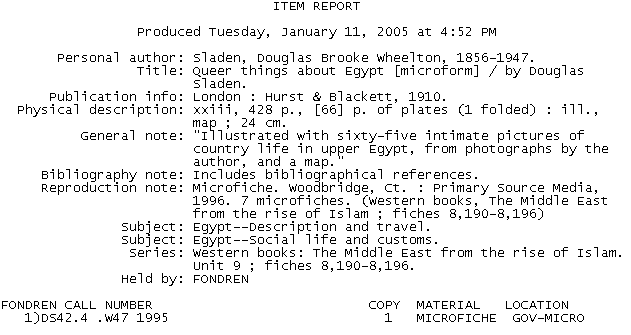 ITEM REPORT
Produced Tuesday, January 11, 2005 at 4:52 PM
Personal author: Sladen, Douglas Brooke Wheelton, 1856-1947.
Title: Queer things about Egypt [microform] / by Douglas
Sladen.
Publication info: London : Hurst & Blackett, 1910.
Physical description: xxiii, 428 p., [66] p. of plates (1 folded) : ill.,
map ; 24 cm.
General note: "Illustrated with sixty-five intimate pictures of
country life in upper Egypt, from photographs by the
author, and a map."
Bibliography note: Includes bibliographical references.
Reproduction note: Microfiche. Woodbridge, Ct. : Primary Source Media,
1996. 7 microfiches. (Western books, The Middle East
from the rise of Islam ; fiches 8,190-8,196)
Subject: Egypt--Description and travel.
Subject: Egypt--Social life and customs.
Series: Western books: The Middle East from the rise of Islam.
Unit 9 ; fiches 8,190-8,196.
Held by: FONDREN
FONDREN CALL NUMBER COPY MATERIAL LOCATION
1)DS42.4 .W47 1995 1 MICROFICHE GOV-MICRO